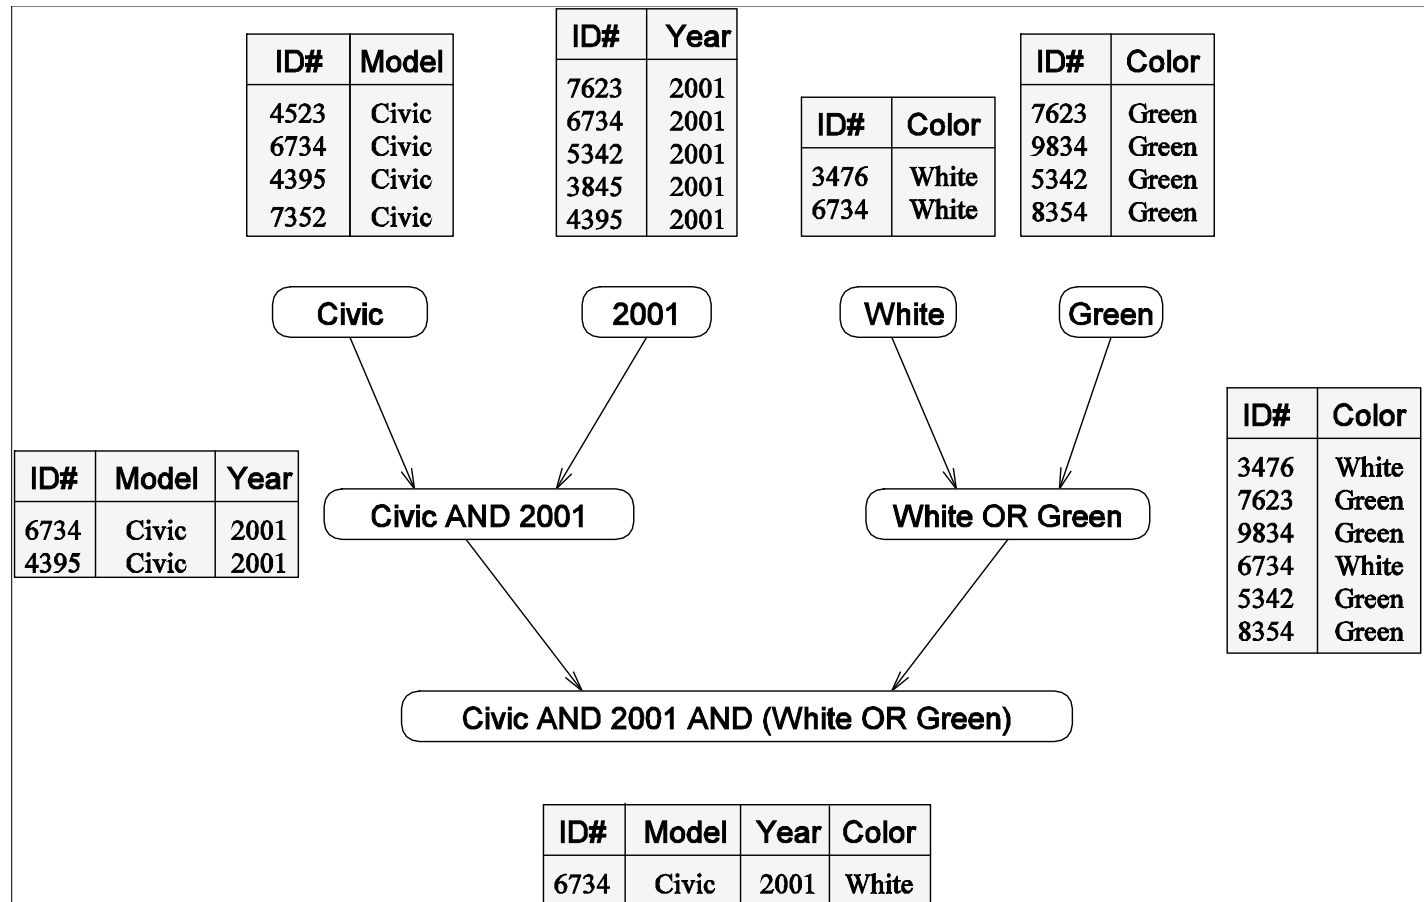 ID# Model
4523 Civic
6734 Civic
4395 Civic
7352 Civic
ID# Year
7623 2001
6734 2001
5342 2001
3845 2001
4395 2001
ID# Color
3476 White
6734 White
ID# Color
7623 Green
9834 Green
5342 Green
8354 Green
Civic
2001
White
Green
ID# Model Year
6734 Civic 2001
4395 Civic 2001
Civic AND 2001
White OR Green
ID# Color
3476 White
7623 Green
9834 Green
6734 White
5342 Green
8354 Green
Civic AND 2001 AND (White OR Green)
ID# Model Year Color
6734 Civic 2001 White